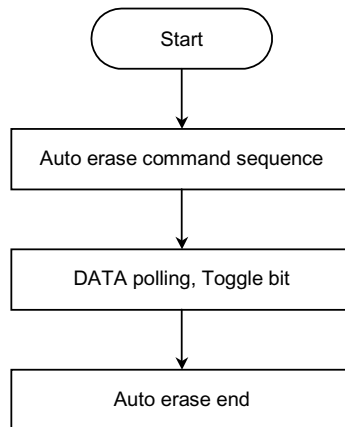 Start
Auto erase command sequence
DATA polling, Toggle bit
Auto erase end